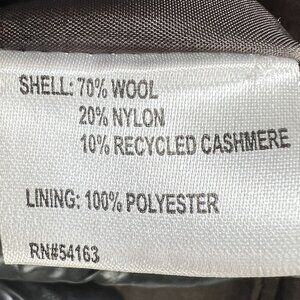 SHELL: 70% WOOL
20% NYLON
10% RECYCLED CASHMERE
LINING: 100% POLYESTER
RN#54163